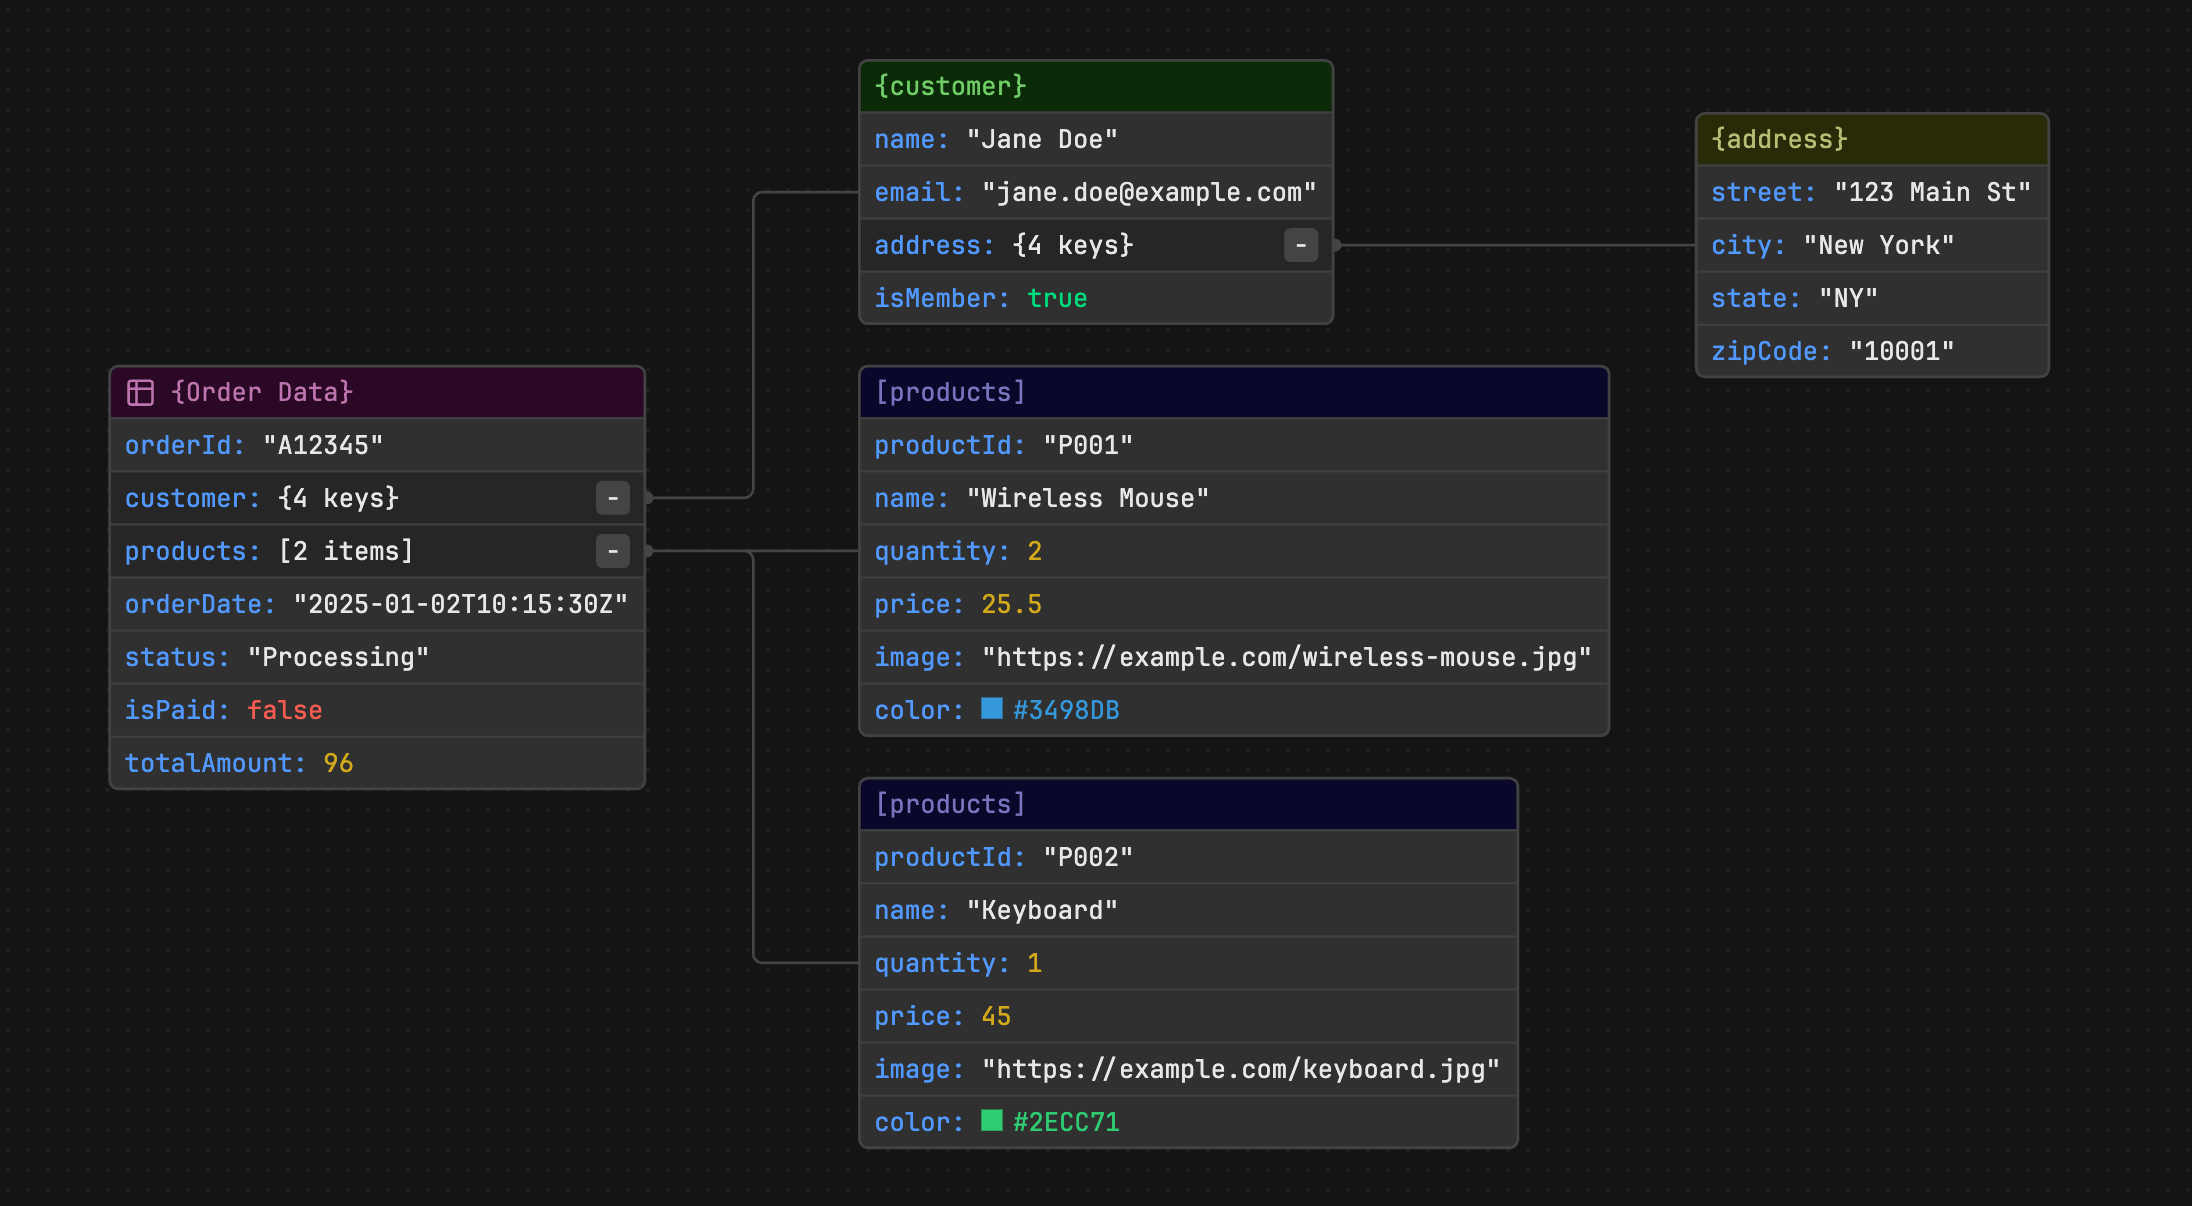 {Order Data}
orderId: "A12345"
customer: {4 keys} -
products: [2 items] -
orderDate: "2025-01-02T10:15:30Z"
status: "Processing"
isPaid: false
totalAmount: 96
{customer}
name: "Jane Doe"
email: "jane.doe@example.com"
address: {4 keys} -
isMember: true
{address}
street: "123 Main St"
city: "New York"
state: "NY"
zipCode: "10001"
[products]
productId: "P001"
name: "Wireless Mouse"
quantity: 2
price: 25.5
image: "https://example.com/wireless-mouse.jpg"
color: #3498DB
[products]
productId: "P002"
name: "Keyboard"
quantity: 1
price: 45
image: "https://example.com/keyboard.jpg"
color: #2ECC71